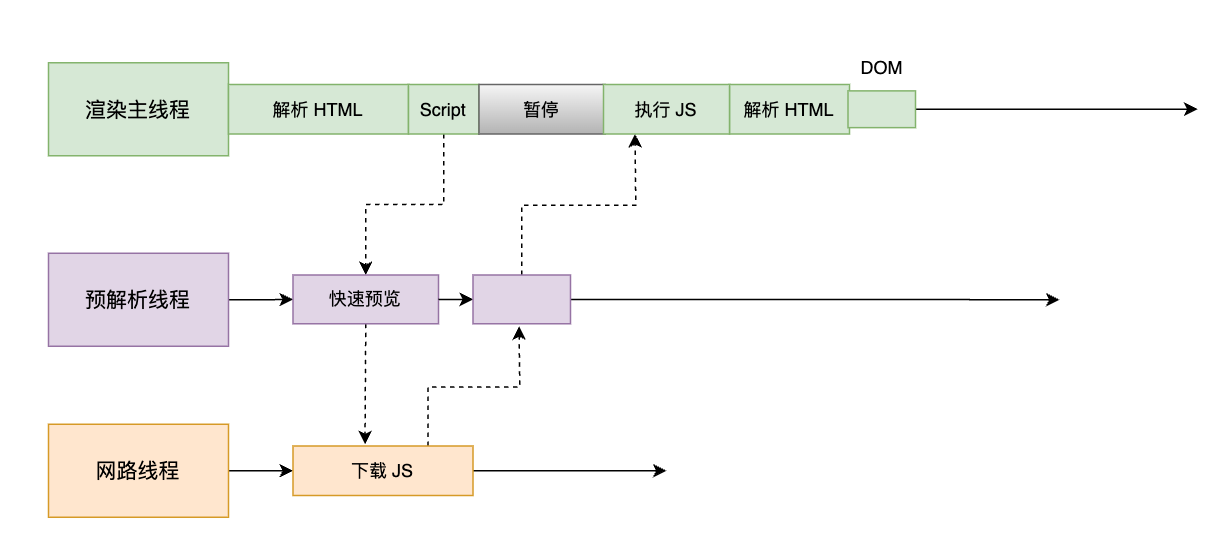 DOM
渲染主线程
解析 HTML
Script
暂停
执行 JS
解析 HTML
预解析线程
快速预览
网路线程
下载 JS